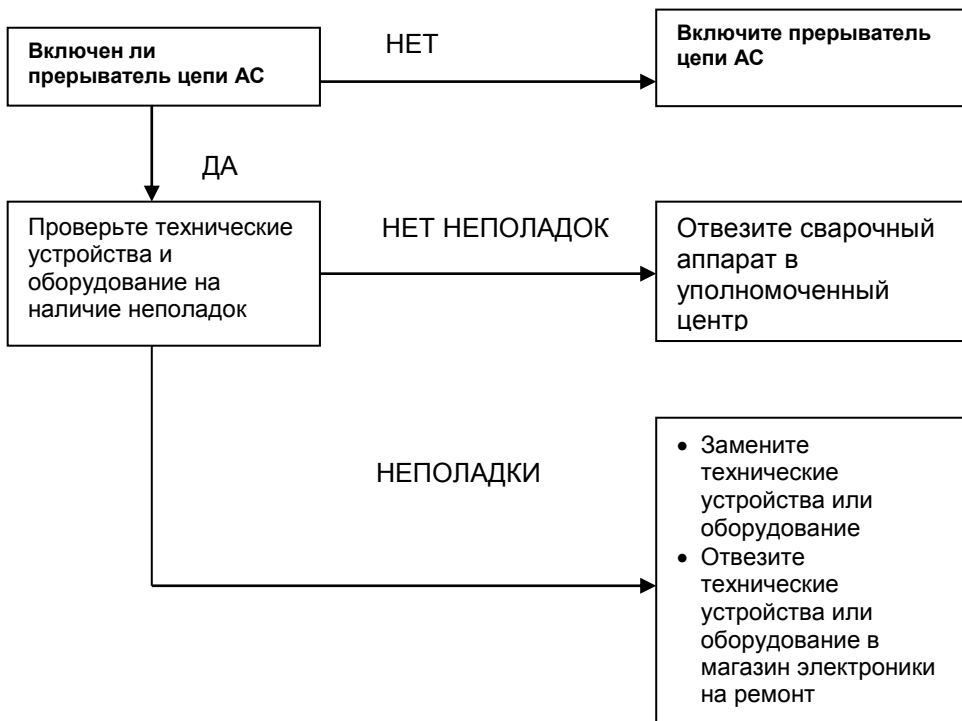 Включен ли
прерыватель цепи АС
НЕТ
Включите прерыватель
цепи АС
ДА
Проверьте технические
устройства и
оборудование на
наличие неполадок
НЕТ НЕПОЛАДОК
Отвезите сварочный
аппарат в
уполномоченный
центр
НЕПОЛАДКИ
• Замените
технические
устройства или
оборудование
• Отвезите
технические
устройства или
оборудование в
магазин электроники
на ремонт